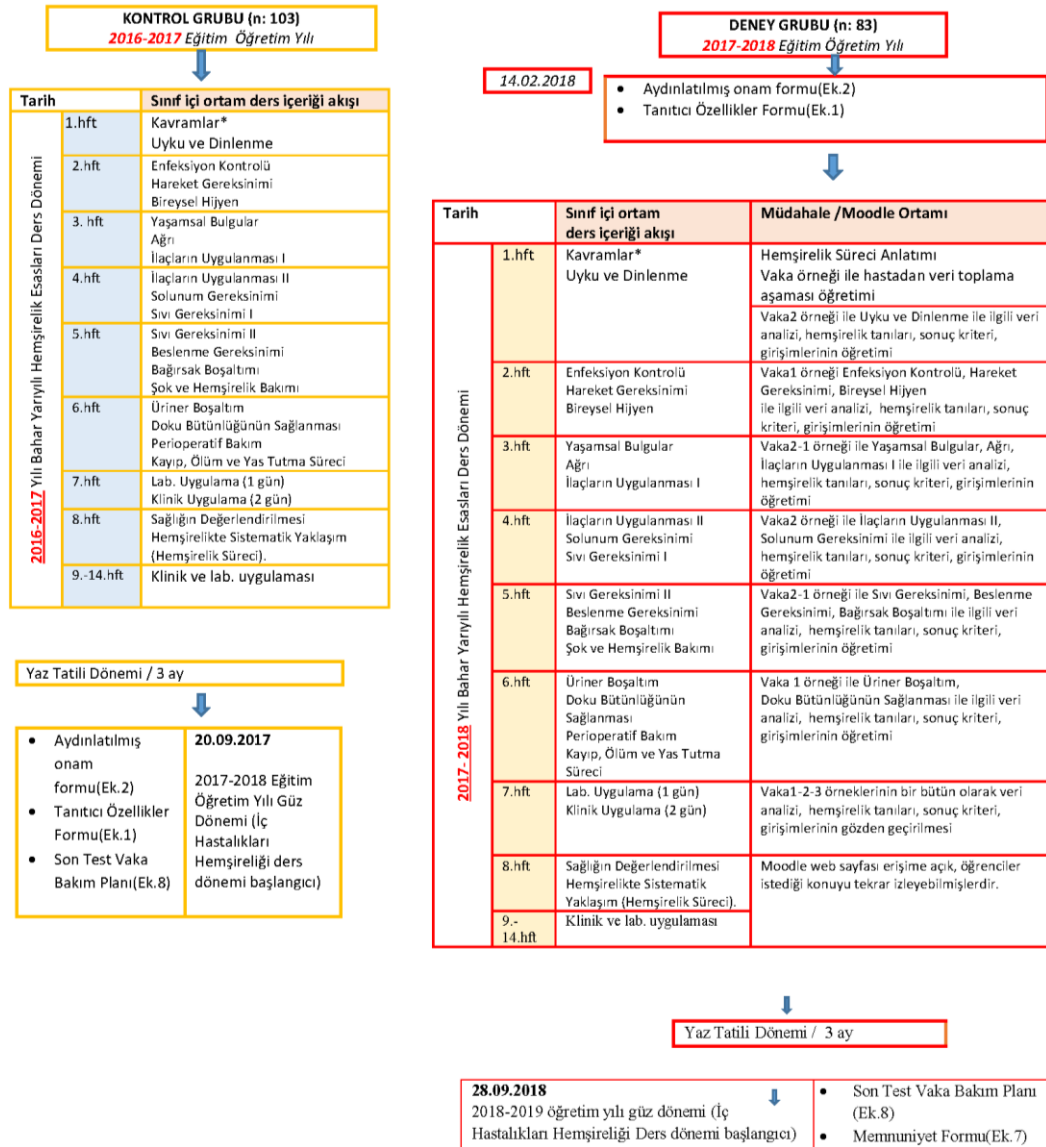 KONTROL GRUBU (n: 103)
2016-2017 Eğitim Öğretim Yılı
Tarih
Sınıf içi ortam ders içeriği akışı
2016-2017 Yılı Bahar Yarıyılı Hemşirelik Esasları Ders Dönemi
1.hft
Kavramlar*
Uyku ve Dinlenme
2.hft
Enfeksiyon Kontrolü
Hareket Gereksinimi
Bireysel Hijyen
3. hft
Yaşamsal Bulgular
Ağrı
İlaçların Uygulanması I
4.hft
İlaçların Uygulanması II
Solunum Gereksinimi
Sıvı Gereksinimi I
5.hft
Sıvı Gereksinimi II
Beslenme Gereksinimi
Bağırsak Boşaltımı
Şok ve Hemşirelik Bakımı
6.hft
Üriner Boşaltım
Doku Bütünlüğünün Sağlanması
Perioperatif Bakım
Kayıp, Ölüm ve Yas Tutma Süreci
7.hft
Lab. Uygulama (1 gün)
Klinik Uygulama (2 gün)
8.hft
Sağlığın Değerlendirilmesi
Hemşirelikte Sistematik Yaklaşım
(Hemşirelik Süreci).
9.-14.hft
Klinik ve lab. uygulaması
Yaz Tatili Dönemi / 3 ay
• Aydınlatılmış
onam
formu(Ek.2)
• Tanıtıcı Özellikler
Formu(Ek.1)
• Son Test Vaka
Bakım Planı(Ek.8)
20.09.2017
2017-2018 Eğitim
Öğretim Yılı Güz
Dönemi (İç
Hastalıkları
Hemşireliği ders
dönemi başlangıcı)
DENEY GRUBU (n: 83)
2017-2018 Eğitim Öğretim Yılı
14.02.2018
• Aydınlatılmış onam formu(Ek.2)
• Tanıtıcı Özellikler Formu(Ek.1)
Tarih
Sınıf içi ortam
ders içeriği akışı
Müdahale /Moodle Ortamı
2017- 2018 Yılı Bahar Yarıyılı Hemşirelik Esasları Ders Dönemi
1.hft
Kavramlar*
Uyku ve Dinlenme
Hemşirelik Süreci Anlatımı
Vaka örneği ile hastadan veri toplama
aşaması öğretimi
Vaka2 örneği ile Uyku ve Dinlenme ile ilgili veri
analizi, hemşirelik tanıları, sonuç kriteri,
girişimlerinin öğretimi
2.hft
Enfeksiyon Kontrolü
Hareket Gereksinimi
Bireysel Hijyen
Vaka1 örneği Enfeksiyon Kontrolü, Hareket
Gereksinimi, Bireysel Hijyen
ile ilgili veri analizi, hemşirelik tanıları, sonuç
kriteri, girişimlerinin öğretimi
3.hft
Yaşamsal Bulgular
Ağrı
İlaçların Uygulanması I
Vaka2-1 örneği ile Yaşamsal Bulgular, Ağrı,
İlaçların Uygulanması I ile ilgili veri analizi,
hemşirelik tanıları, sonuç kriteri, girişimlerinin
öğretimi
4.hft
İlaçların Uygulanması II
Solunum Gereksinimi
Sıvı Gereksinimi I
Vaka2 örneği ile İlaçların Uygulanması II,
Solunum Gereksinimi ile ilgili veri analizi,
hemşirelik tanıları, sonuç kriteri, girişimlerinin
öğretimi
5.hft
Sıvı Gereksinimi II
Beslenme Gereksinimi
Bağırsak Boşaltımı
Şok ve Hemşirelik Bakımı
Vaka2-1 örneği ile Sıvı Gereksinimi, Beslenme
Gereksinimi, Bağırsak Boşaltımı ile ilgili veri
analizi, hemşirelik tanıları, sonuç kriteri,
girişimlerinin öğretimi
6.hft
Üriner Boşaltım
Doku Bütünlüğünün
Sağlanması
Perioperatif Bakım
Kayıp, Ölüm ve Yas Tutma
Süreci
Vaka 1 örneği ile Üriner Boşaltım,
Doku Bütünlüğünün Sağlanması ile ilgili veri
analizi, hemşirelik tanıları, sonuç kriteri,
girişimlerinin öğretimi
7.hft
Lab. Uygulama (1 gün)
Klinik Uygulama (2 gün)
Vaka1-2-3 örneklerinin bir bütün olarak veri
analizi, hemşirelik tanıları, sonuç kriteri,
girişimlerinin gözden geçirilmesi
8.hft
Sağlığın Değerlendirilmesi
Hemşirelikte Sistematik
Yaklaşım (Hemşirelik Süreci).
Moodle web sayfası erişime açık, öğrenciler
istediği konuyu tekrar izleyebilmişlerdir.
9.-
14.hft
Klinik ve lab. uygulaması
Yaz Tatili Dönemi / 3 ay
28.09.2018
2018-2019 öğretim yılı güz dönemi (İç
Hastalıkları Hemşireliği Ders dönemi başlangıcı)
• Son Test Vaka Bakım Planı
(Ek.8)
• Memnuniyet Formu(Ek.7)